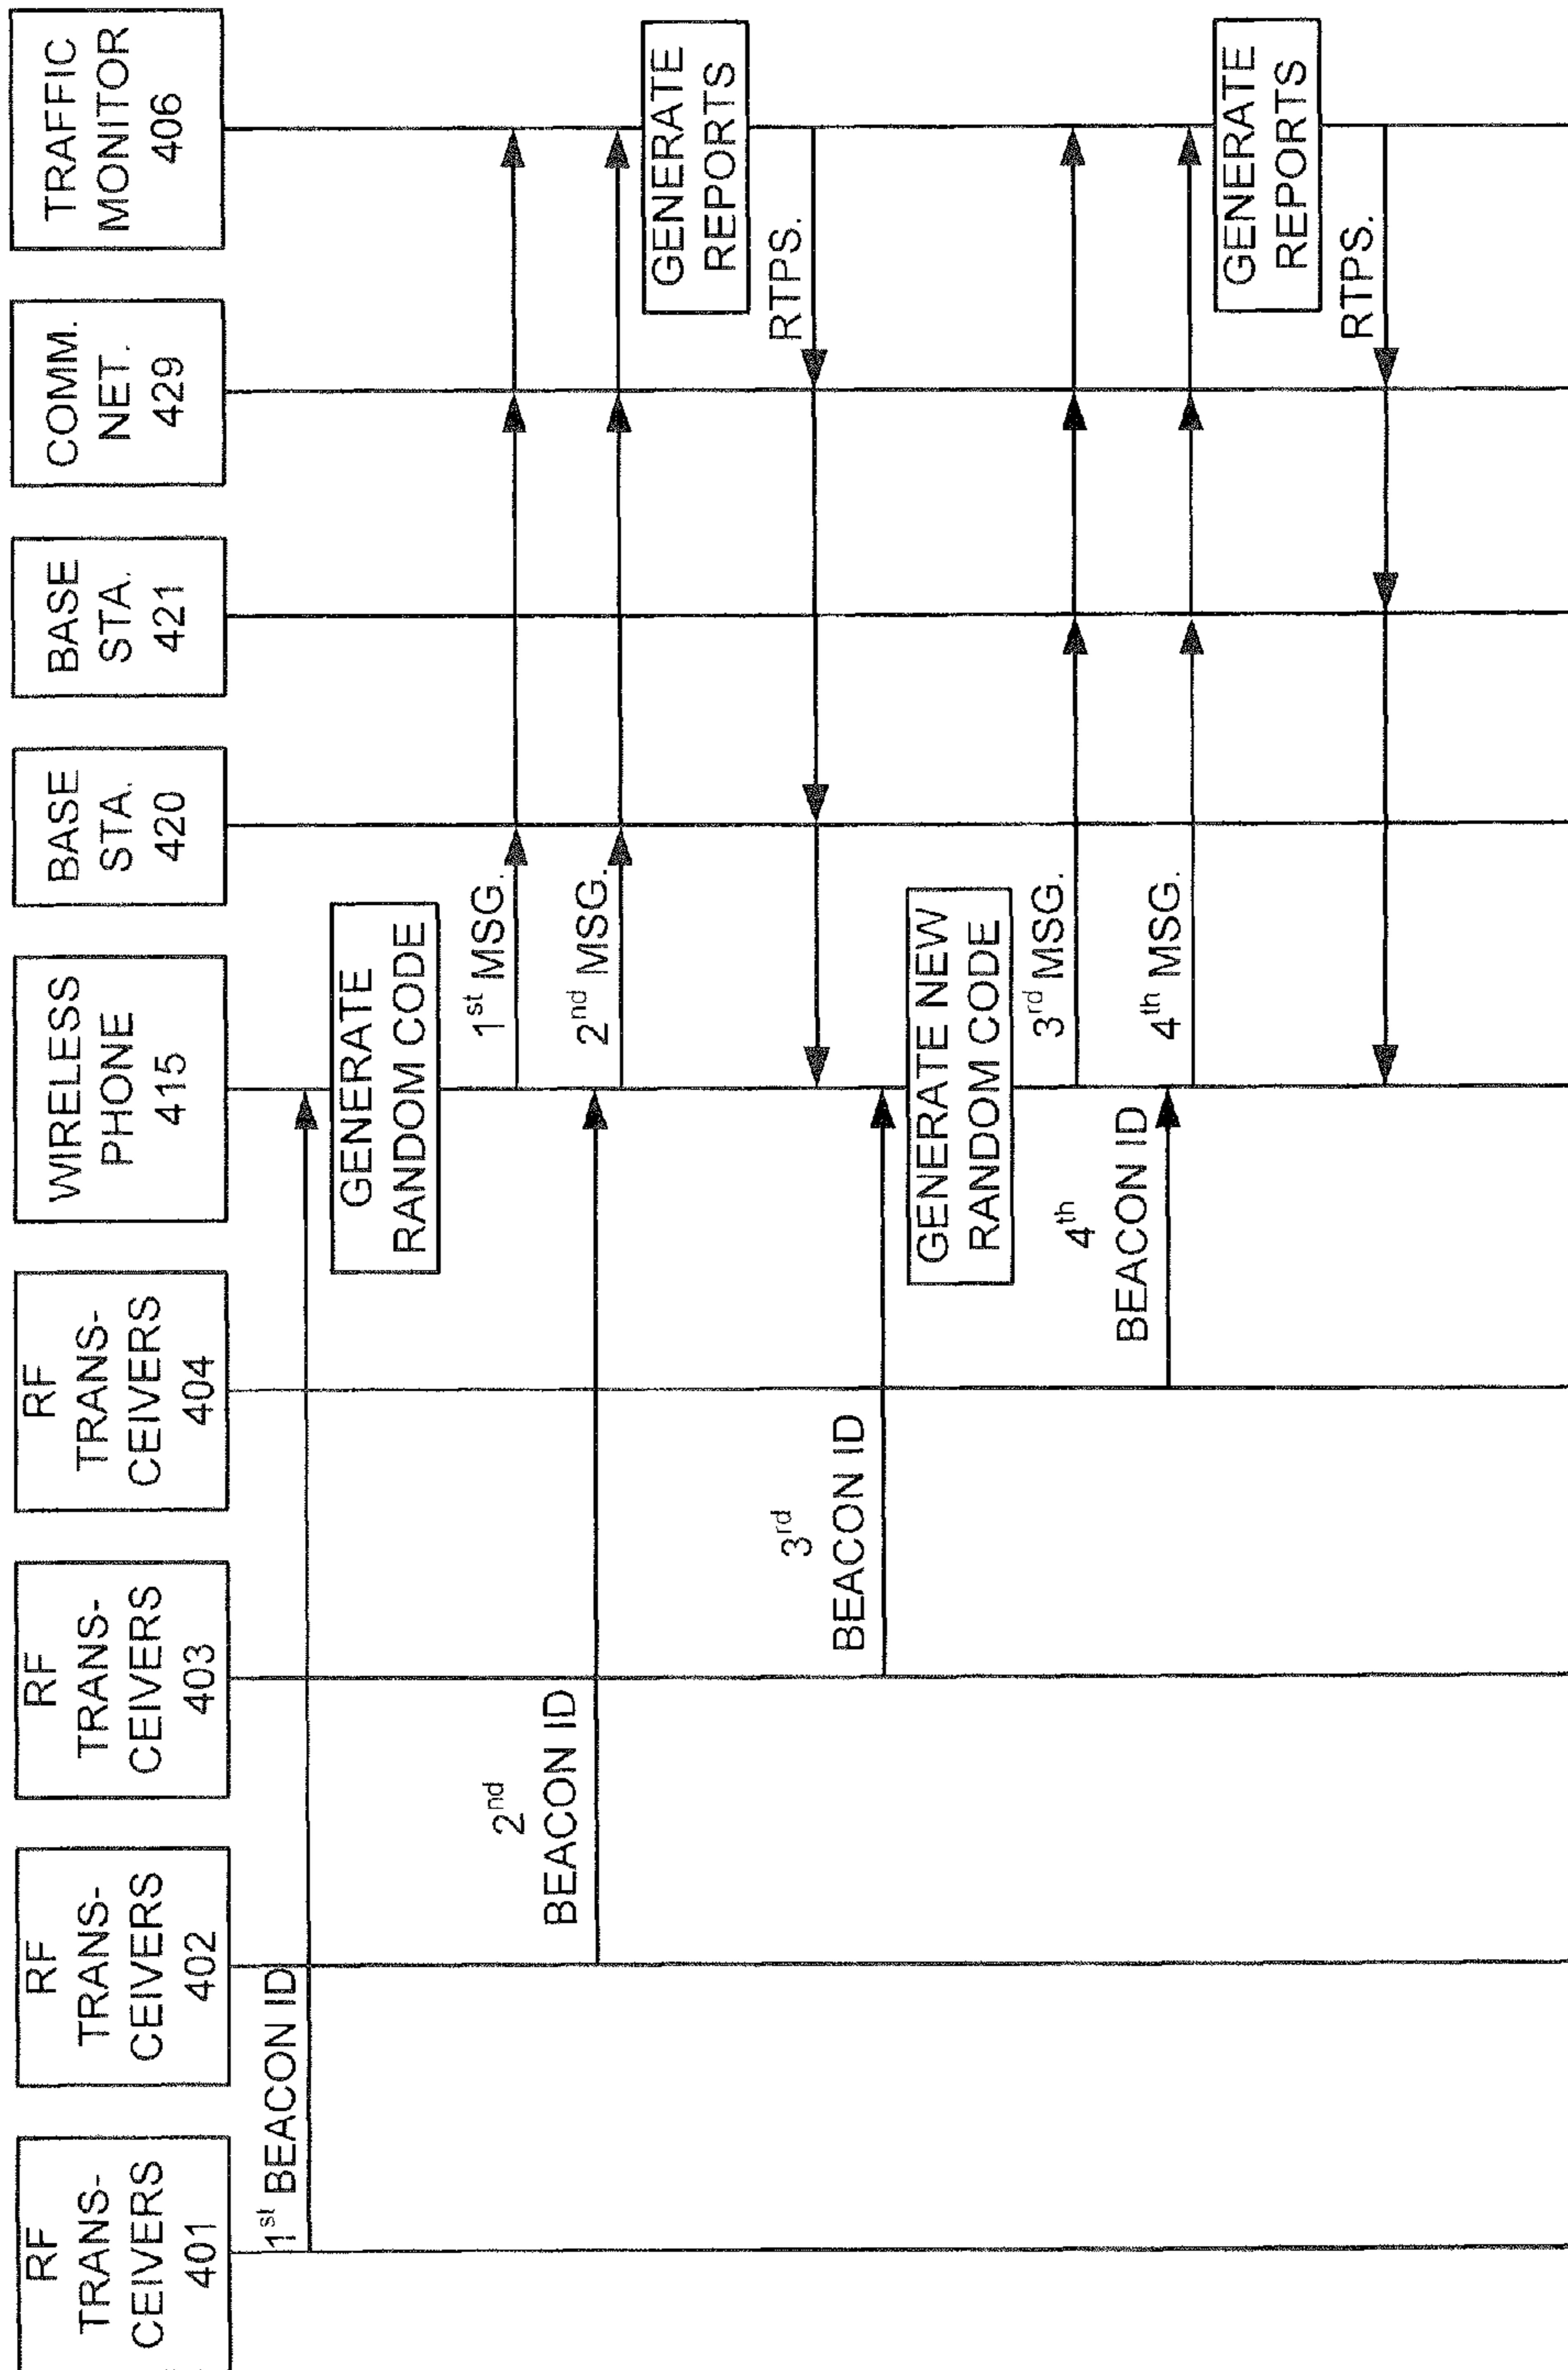 RF
TRANS-
CEIVERS
401
RF
TRANS-
CEIVERS
402
RF
TRANS-
CEIVERS
403
RF
TRANS-
CEIVERS
404
WIRELESS
PHONE
415
BASE
STA.
420
BASE
STA.
421
COMM.
NET.
429
TRAFFIC
MONITOR
406
1st BEACON ID
GENERATE
RANDOM CODE
1st MSG.
2nd
BEACON ID
2nd MSG.
GENERATE
REPORTS
RTPS.
3rd
BEACON ID
GENERATE NEW
RANDOM CODE
3rd MSG.
4th
BEACON ID
4th MSG.
GENERATE
REPORTS
RTPS.